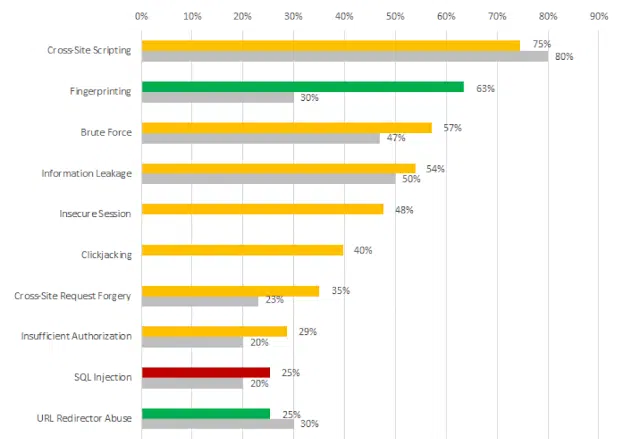 0% 10% 20% 30% 40% 50% 60% 70% 80% 90%
Cross-Site Scripting 75%
80%
Fingerprinting 63%
30%
Brute Force 57%
47%
Information Leakage 54%
50%
Insecure Session 48%
Clickjacking 40%
Cross-Site Request Forgery 35%
23%
Insufficient Authorization 29%
20%
SQL Injection 25%
20%
URL Redirector Abuse 25%
30%